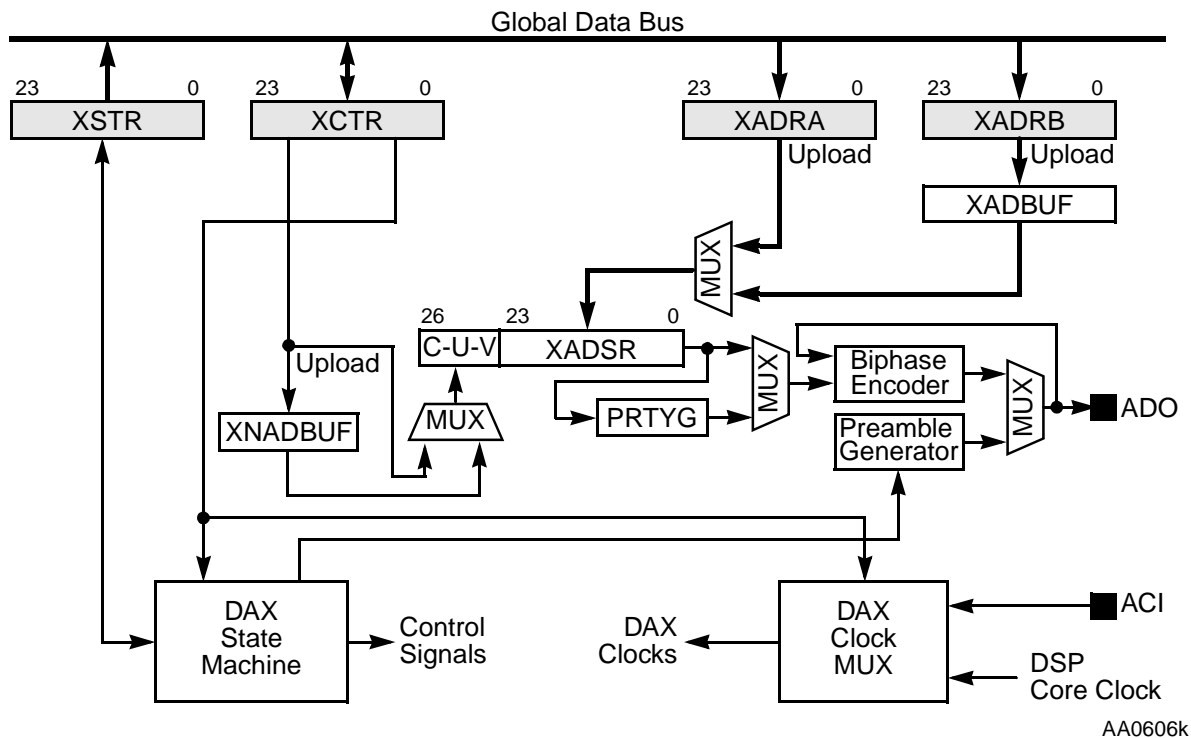 Global Data Bus
23 0
XSTR
23 0
XCTR
23 0
XADRA
Upload
23 0
XADRB
Upload
XADBUF
MUX
26 23 0
C-U-V XADSR
Upload
XNADBUF
MUX
PRTYG
MUX
Biphase
Encoder
Preamble
Generator
MUX
ADO
DAX
State
Machine
Control
Signals
DAX
Clocks
DAX
Clock
MUX
ACI
DSP
Core Clock
AA0606k